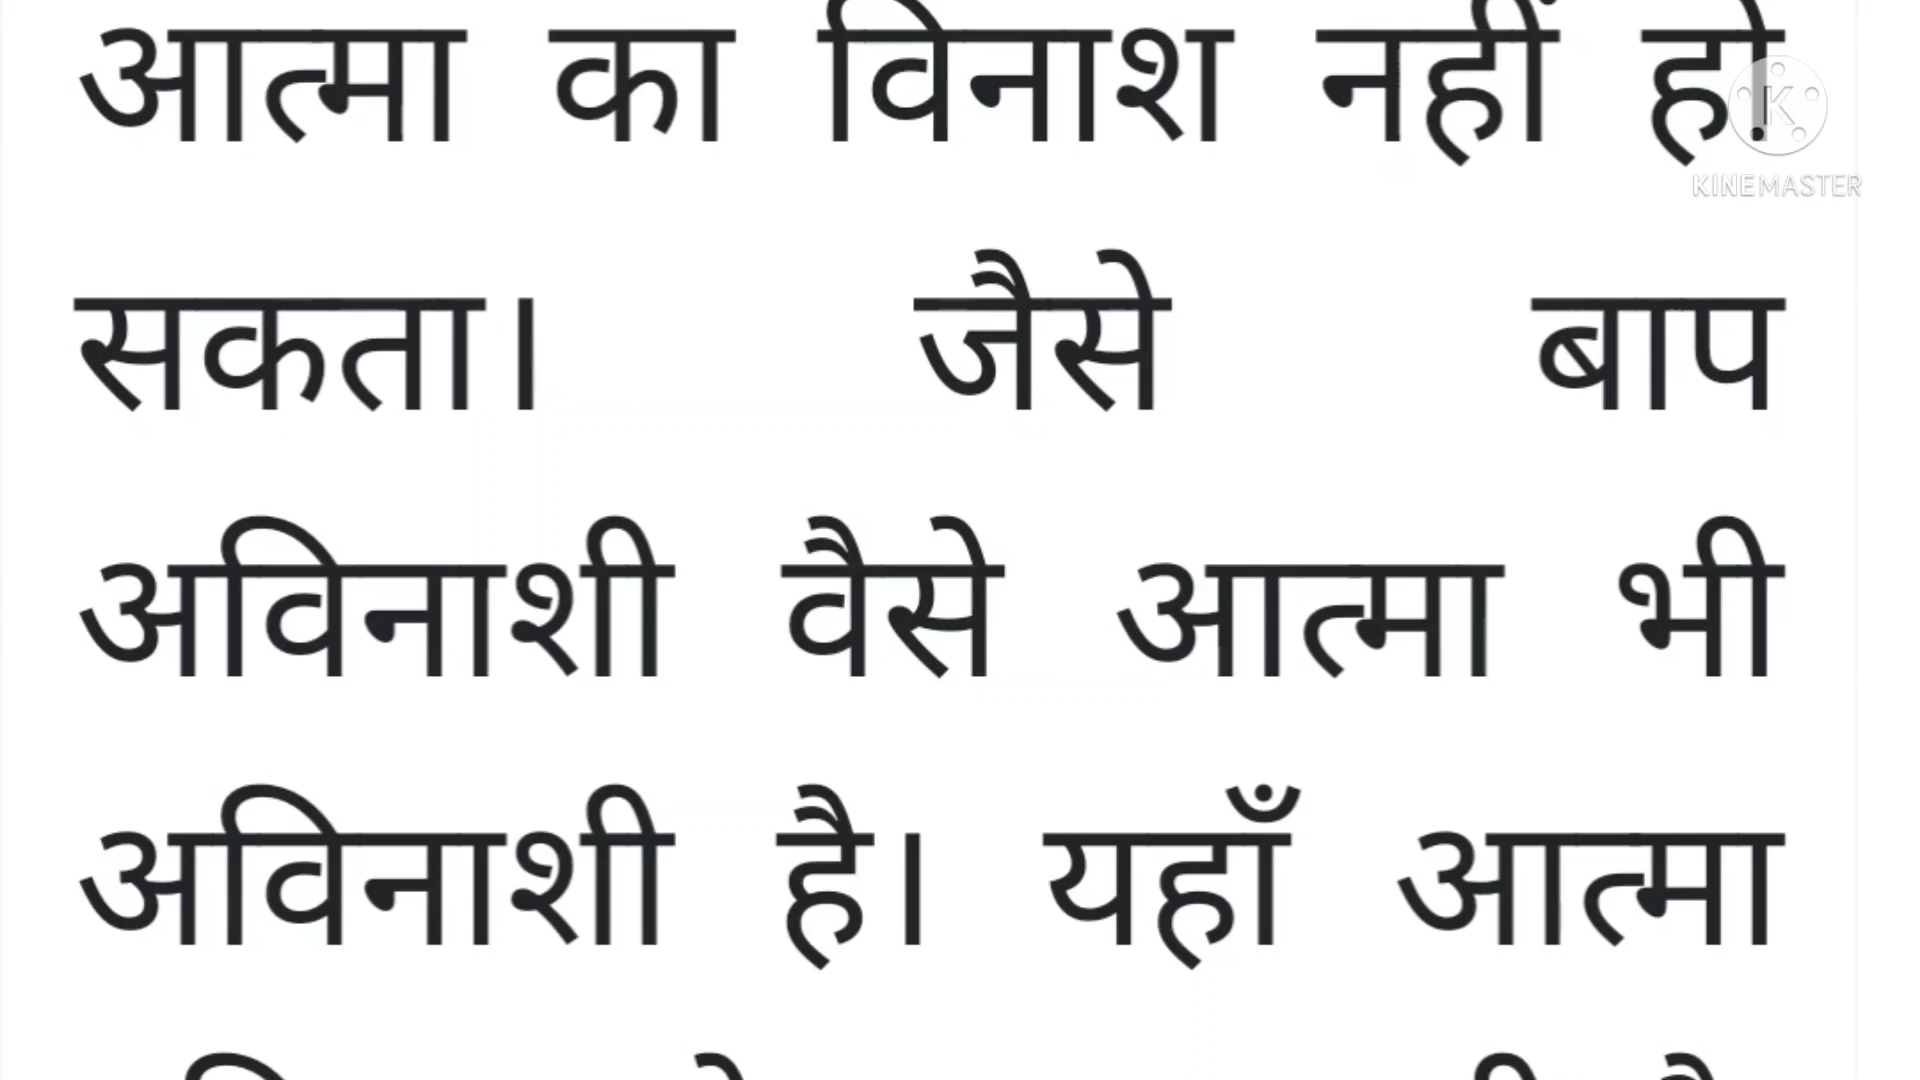 आत्मा का विनाश नहीं हो
KINEMASTER
सकता। जैसे बाप
अविनाशी वैसे आत्मा भी
अविनाशी है। यहाँ आत्मा